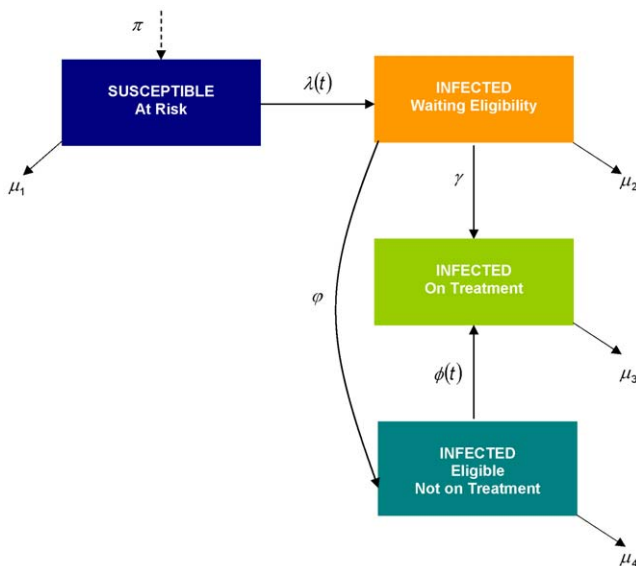 π
SUSCEPTIBLE
At Risk
λ(t)
INFECTED
Waiting Eligibility
μ1
μ2
γ
INFECTED
On Treatment
φ
μ3
ϕ(t)
INFECTED
Eligible
Not on Treatment
μ4